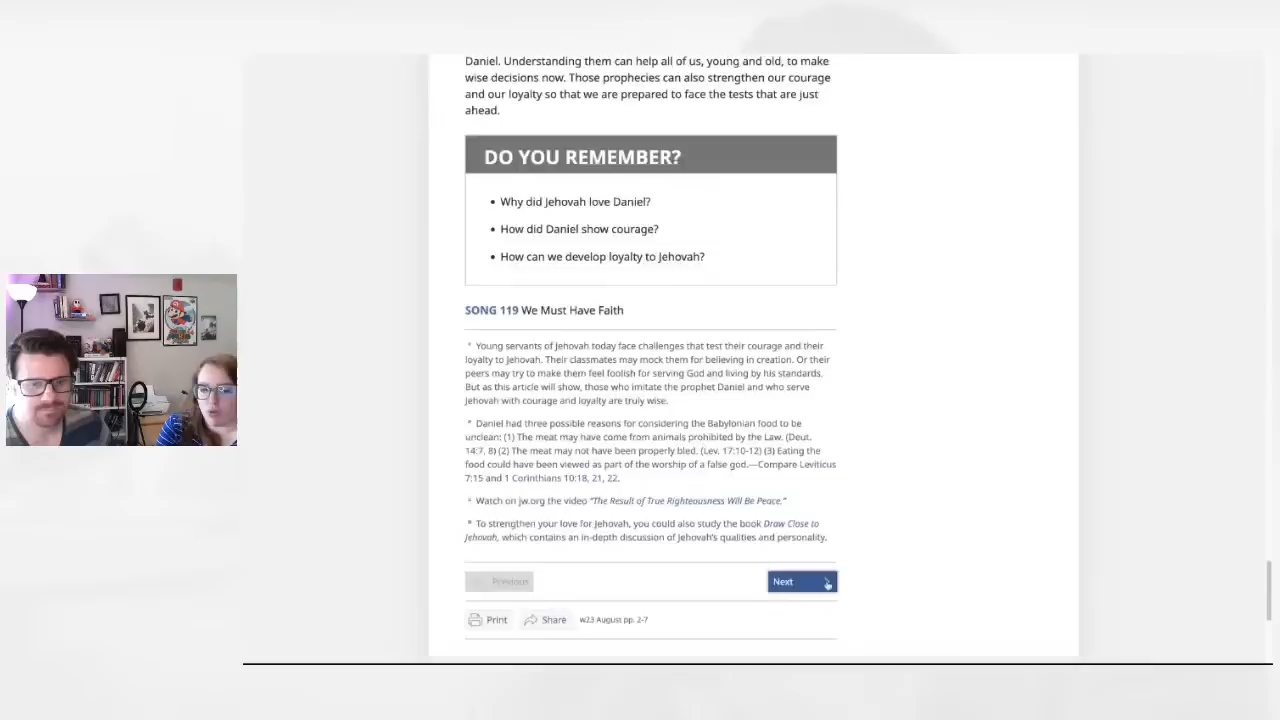 Daniel. Understanding them can help all of us, young and old, to make
wise decisions now. Those prophecies can also strengthen our courage
and our loyalty so that we are prepared to face the tests that are just
ahead.
DO YOU REMEMBER?
• Why did Jehovah love Daniel?
• How did Daniel show courage?
• How can we develop loyalty to Jehovah?
SONG 119 We Must Have Faith
Young servants of Jehovah today face challenges that test their courage and their
loyalty to Jehovah. Their classmates may mock them for believing in creation. Or their
peers may try to make them feel foolish for serving God and living by his standards.
But as this article will show, those who imitate the prophet Daniel and who serve
Jehovah with courage and loyalty are truly wise.
Daniel had three possible reasons for considering the Babylonian food to be
unclean: (1) The meat may have come from animals prohibited by the Law. (Deut.
14:7, 8) (2) The meat may not have been properly bled. (Lev. 17:10-12) (3) Eating the
food could have been viewed as part of the worship of a false god.—Compare Leviticus
7:15 and 1 Corinthians 10:18, 21, 22.
Watch on jw.org the video “The Result of True Righteousness Will Be Peace.”
To strengthen your love for Jehovah, you could also study the book Draw Close to
Jehovah, which contains an in-depth discussion of Jehovah’s qualities and personality.
Previous
Next
Print Share w23 August pp. 2-7